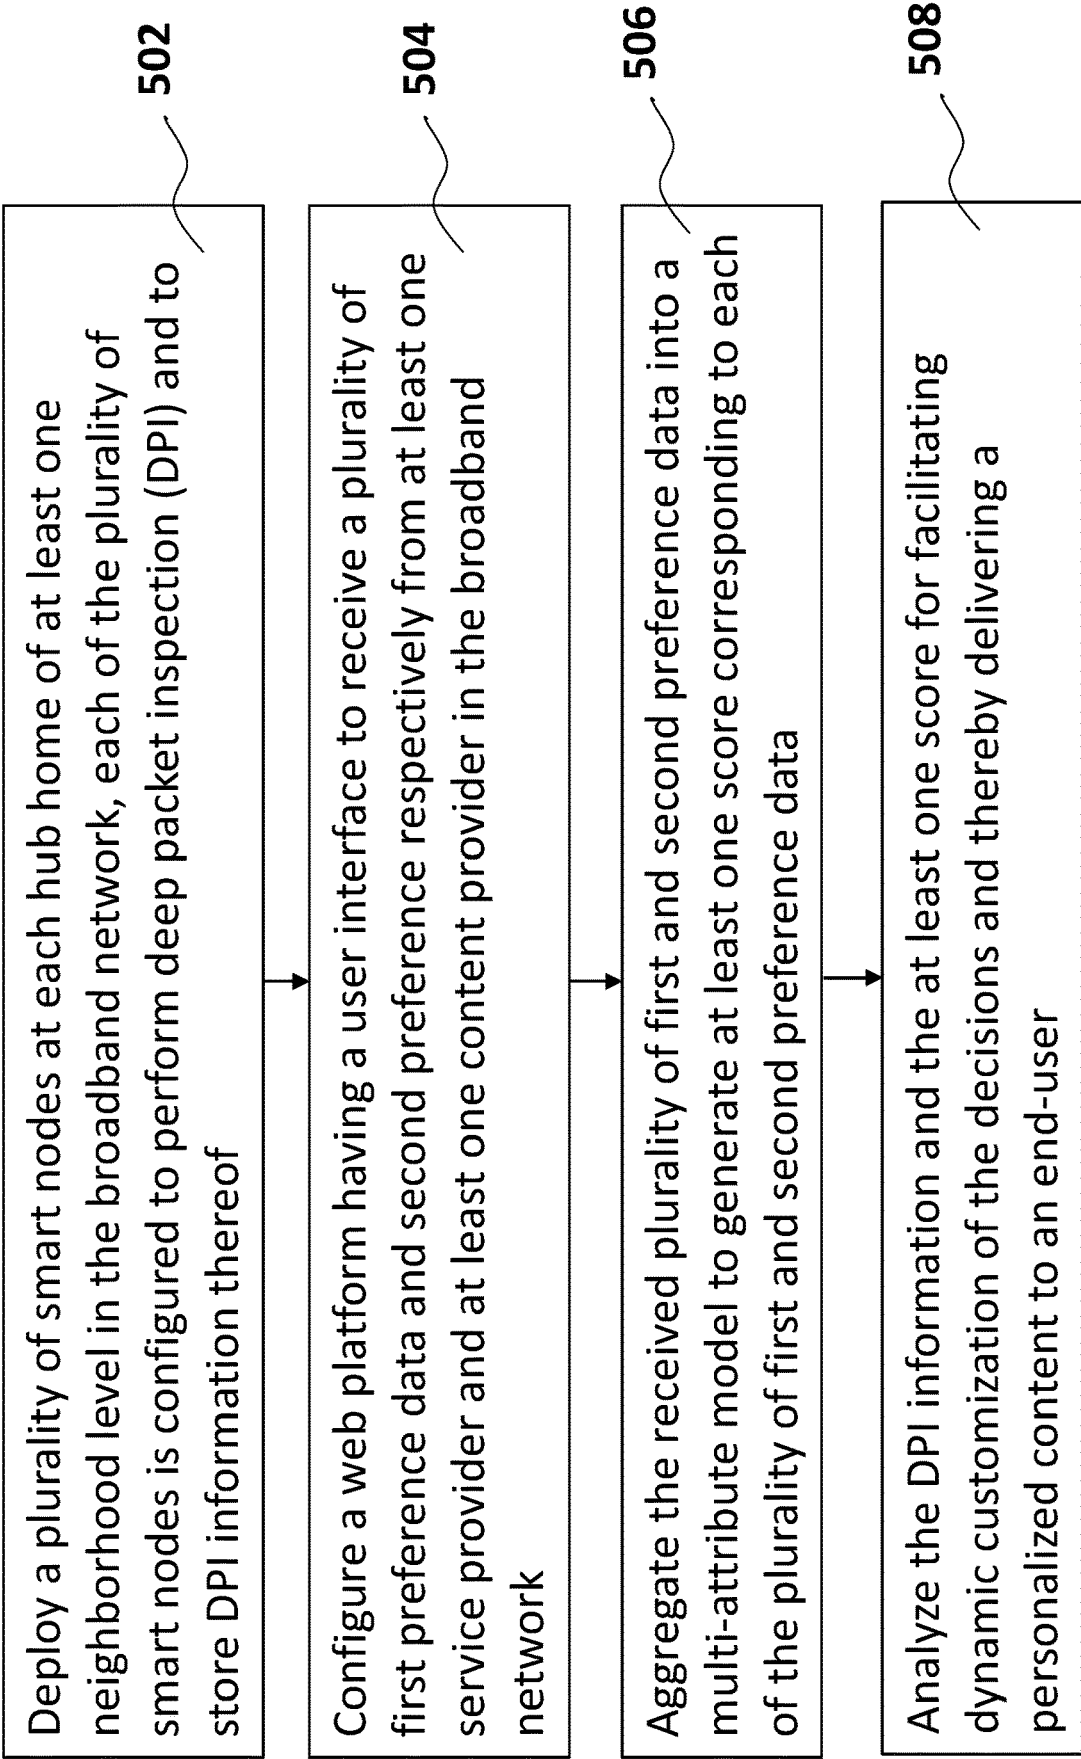 Deploy a plurality of smart nodes at each hub home of at least one
neighborhood level in the broadband network, each of the plurality of
smart nodes is configured to perform deep packet inspection (DPI) and to
store DPI information thereof
502
Configure a web platform having a user interface to receive a plurality of
first preference data and second preference respectively from at least one
service provider and at least one content provider in the broadband
network
504
Aggregate the received plurality of first and second preference data into a
multi-attribute model to generate at least one score corresponding to each
of the plurality of first and second preference data
506
Analyze the DPI information and the at least one score for facilitating
dynamic customization of the decisions and thereby delivering a
personalized content to an end-user
508